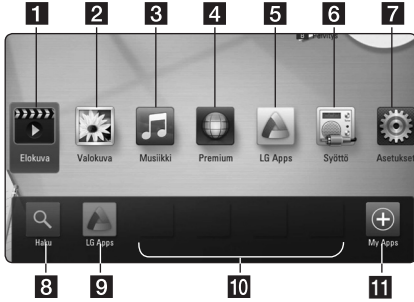 1 2 3 4 5 6 7
Elokuva Valokuva Musiikki Premium LG Apps Syöttö Asetukset
Haku LG Apps My Apps
8 9 10 11